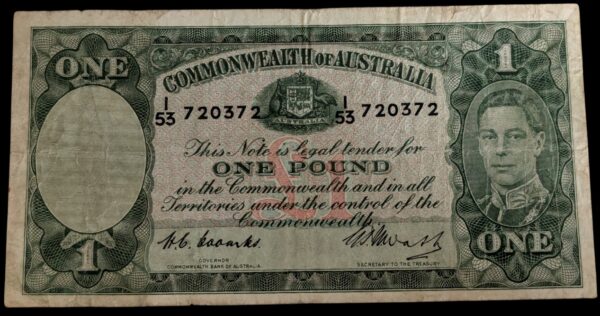 1
ONE
COMMONWEALTH OF AUSTRALIA
AUSTRALIA
I/53 720372 I/53 720372
This Note is legal tender for
ONE POUND
in the Commonwealth and in all
Territories under the control of the
Commonwealth.
GOVERNOR
COMMONWEALTH BANK OF AUSTRALIA
SECRETARY TO THE TREASURY
1
ONE